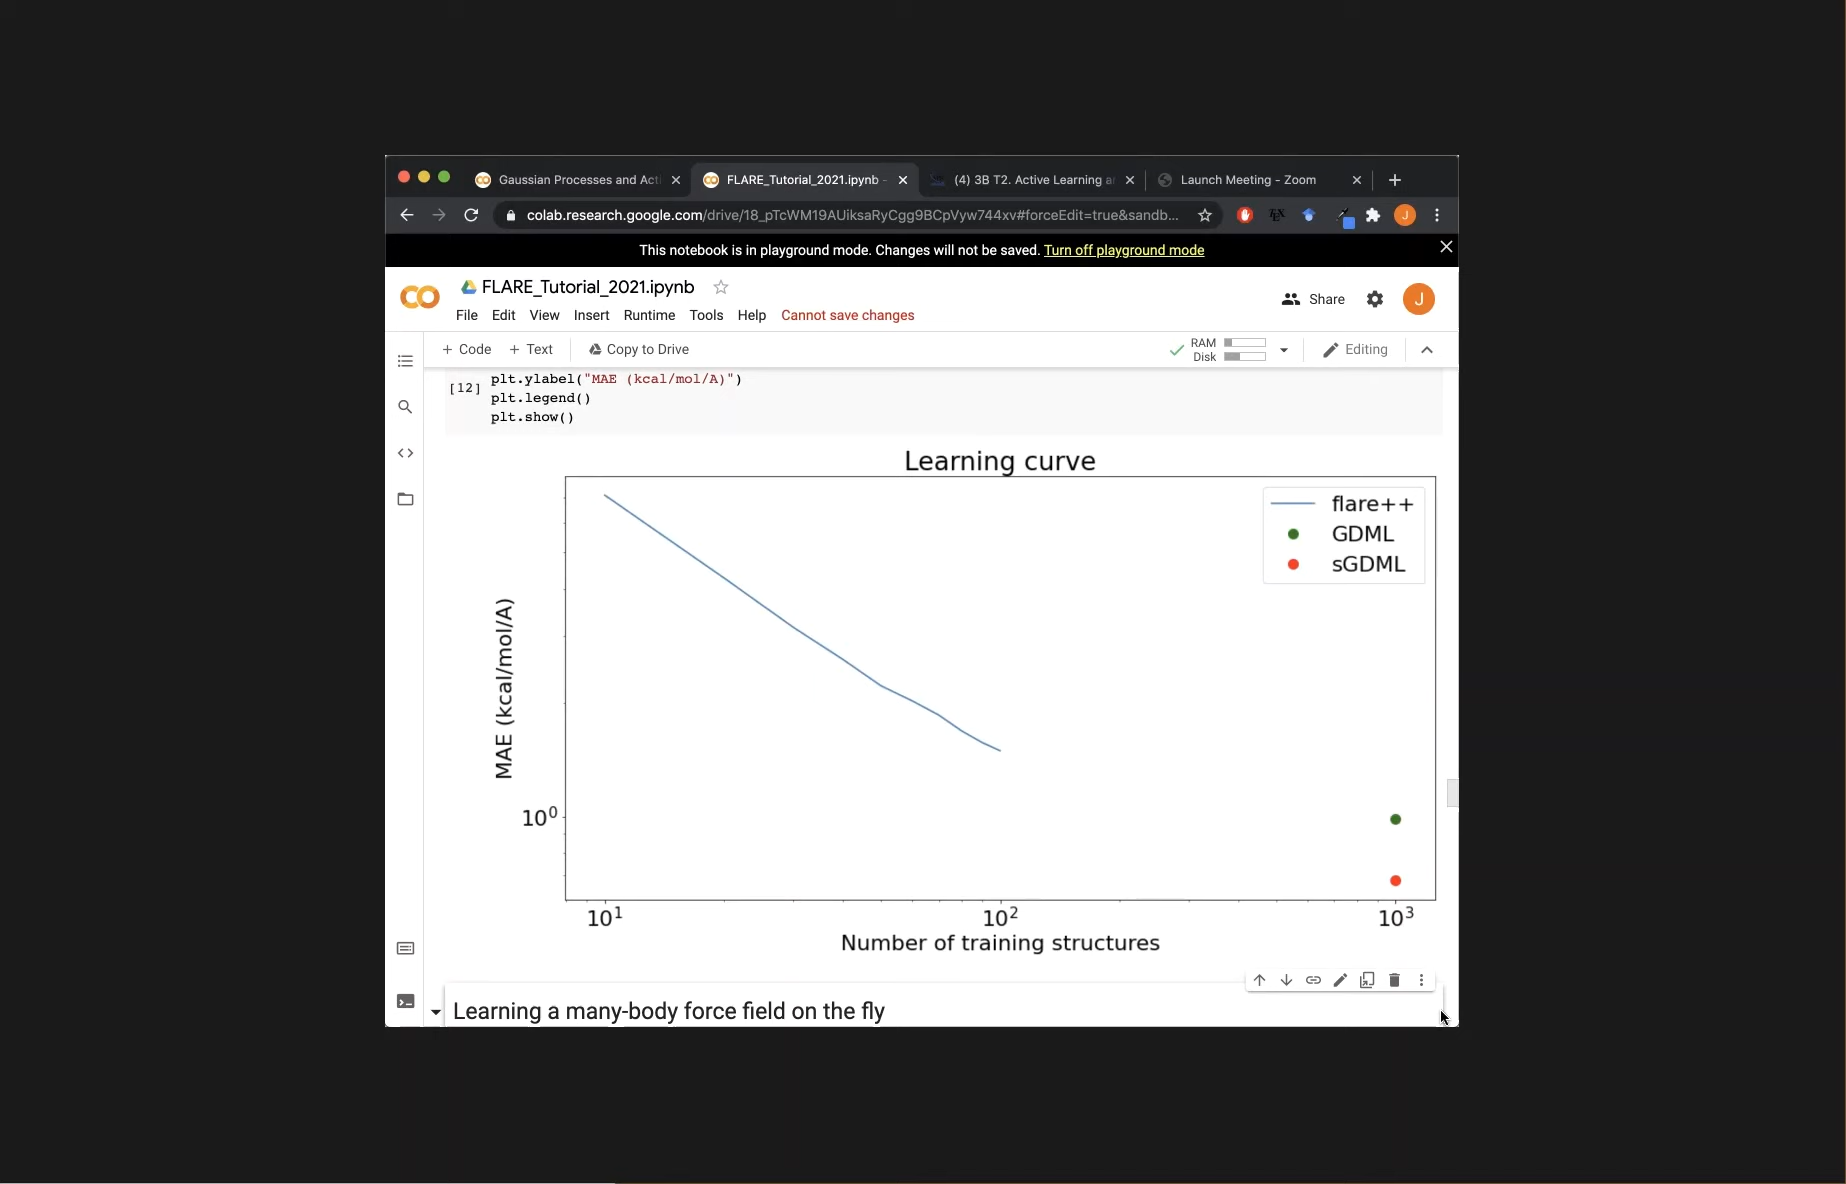 Gaussian Processes and Acti
FLARE_Tutorial_2021.ipynb -
(4) 3B T2. Active Learning a
Launch Meeting - Zoom
colab.research.google.com/drive/18_pTcWM19AUiksaRyCgg9BCpVyw744xv#forceEdit=true&sandb...
This notebook is in playground mode. Changes will not be saved. Turn off playground mode
FLARE_Tutorial_2021.ipynb
File Edit View Insert Runtime Tools Help Cannot save changes
Share
J
+ Code + Text Copy to Drive
RAM
Disk
Editing
[12]
plt.ylabel("MAE (kcal/mol/A)")
plt.legend()
plt.show()
Learning curve
flare++
GDML
sGDML
MAE (kcal/mol/A)
10⁰
10¹ 10² 10³
Number of training structures
Learning a many-body force field on the fly